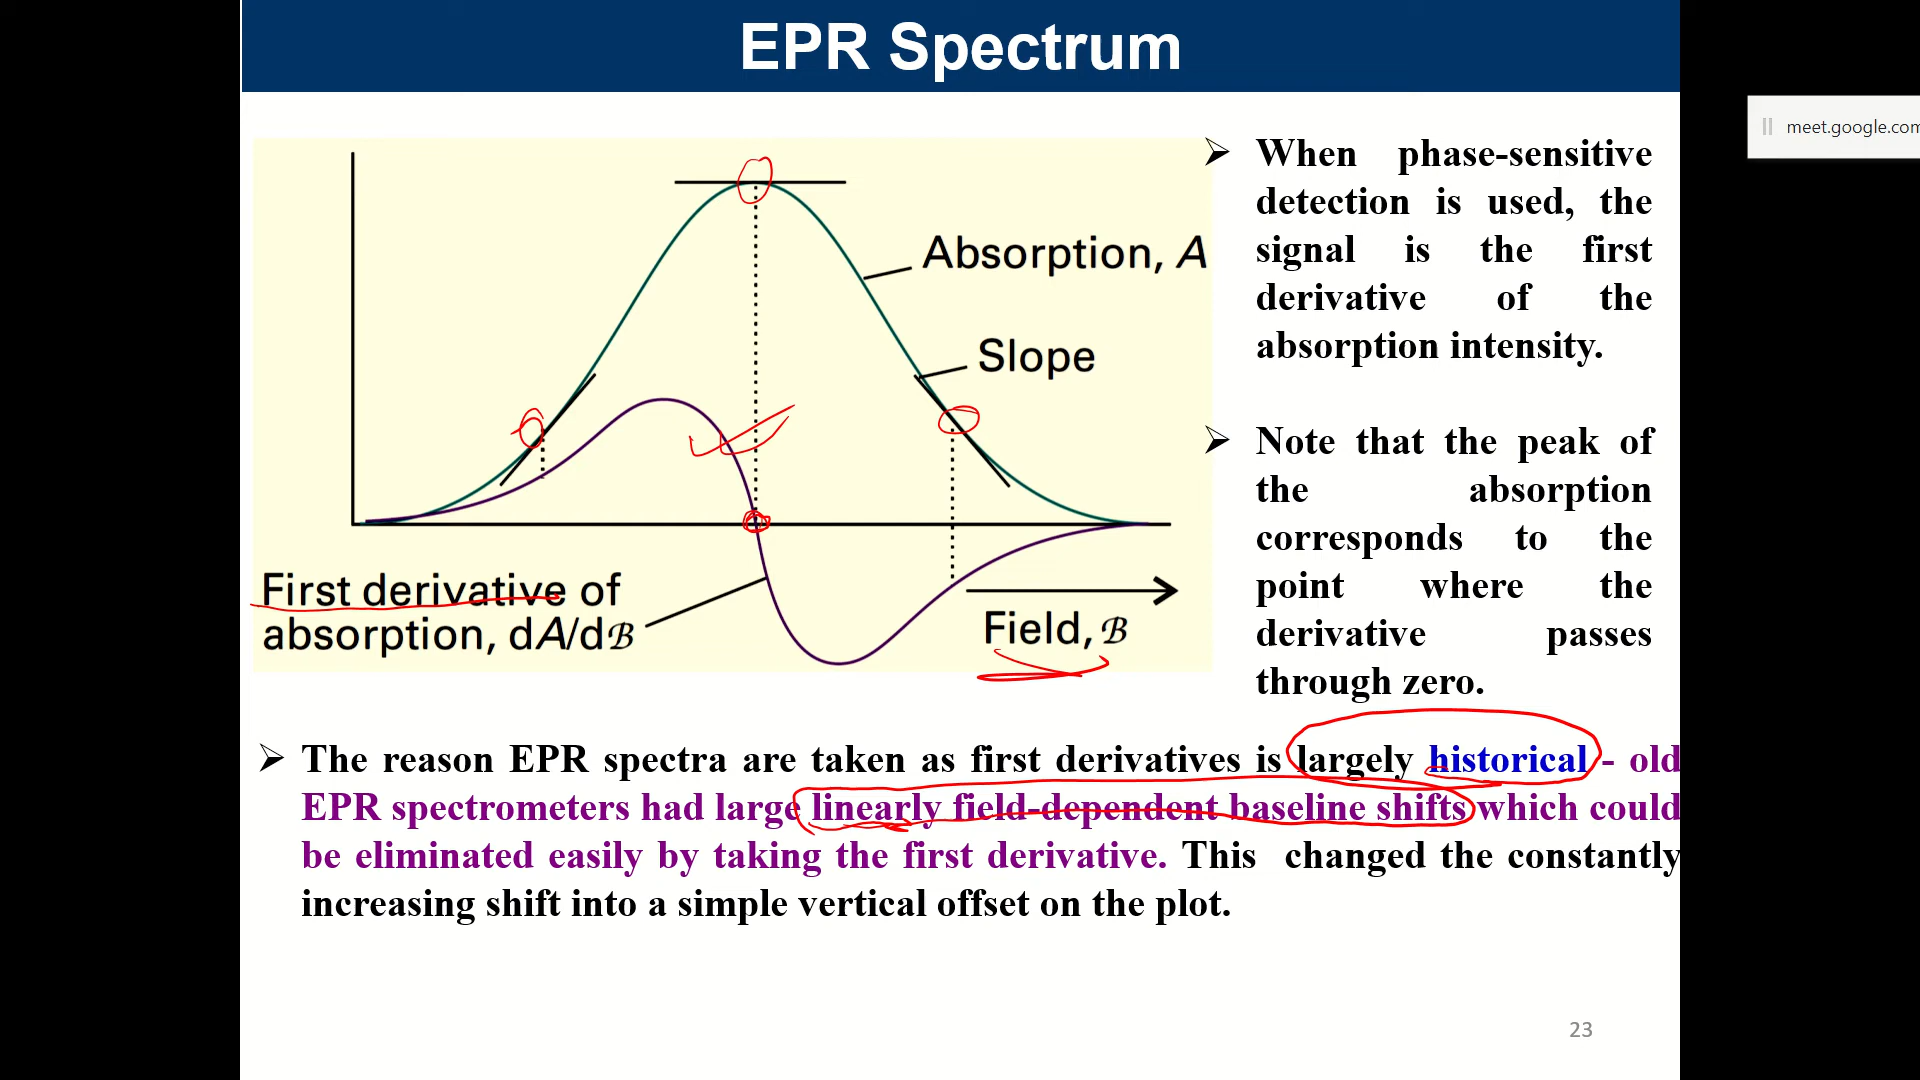 EPR Spectrum
meet.google.com
Absorption, A
Slope
First derivative of
absorption, dA/dℬ
Field, ℬ
➢ When phase-sensitive
detection is used, the
signal is the first
derivative of the
absorption intensity.
➢ Note that the peak of
the absorption
corresponds to the
point where the
derivative passes
through zero.
➢ The reason EPR spectra are taken as first derivatives is largely historical - old
EPR spectrometers had large linearly field-dependent baseline shifts which could
be eliminated easily by taking the first derivative. This changed the constantly
increasing shift into a simple vertical offset on the plot.
23